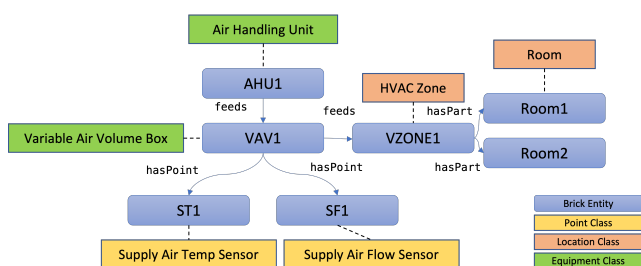 Air Handling Unit
Room
AHU1
HVAC Zone
feeds
feeds
hasPart
Room1
Variable Air Volume Box
VAV1
VZONE1
Room2
hasPoint
hasPoint
hasPart
ST1
SF1
Brick Entity
Point Class
Supply Air Temp Sensor
Supply Air Flow Sensor
Location Class
Equipment Class